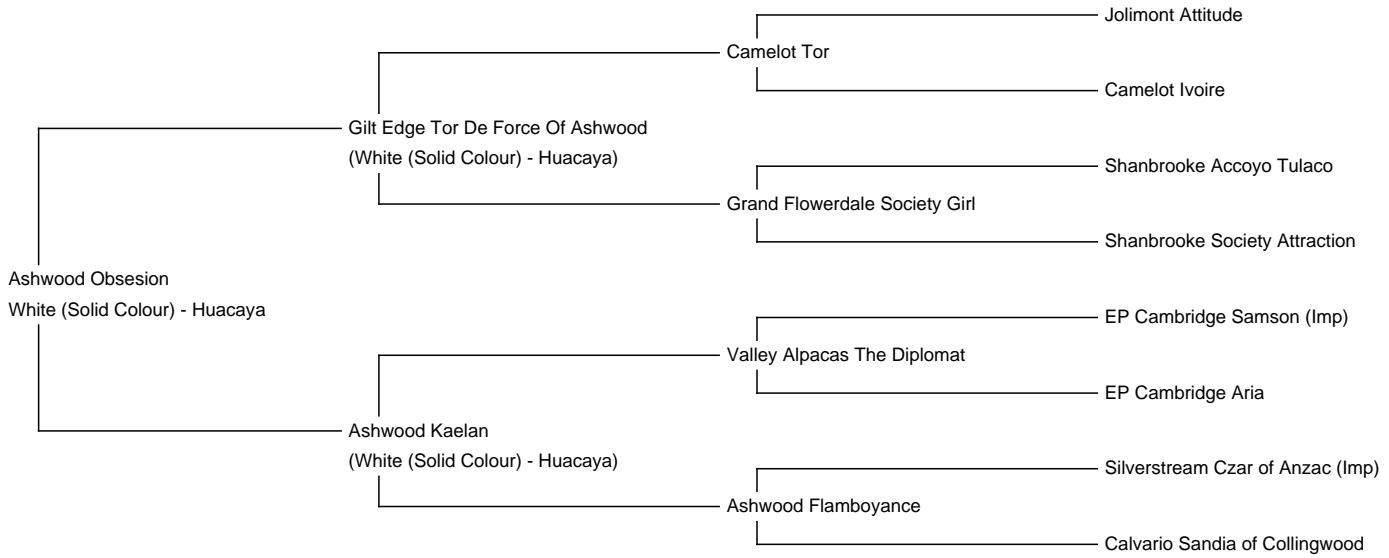 Jolimont Attitude
Camelot Tor
Camelot Ivoire
Gilt Edge Tor De Force Of Ashwood
(White (Solid Colour) - Huacaya)
Shanbrooke Accoyo Tulaco
Grand Flowerdale Society Girl
Shanbrooke Society Attraction
Ashwood Obsesion
White (Solid Colour) - Huacaya
EP Cambridge Samson (Imp)
Valley Alpacas The Diplomat
EP Cambridge Aria
Ashwood Kaelan
(White (Solid Colour) - Huacaya)
Silverstream Czar of Anzac (Imp)
Ashwood Flamboyance
Calvario Sandia of Collingwood